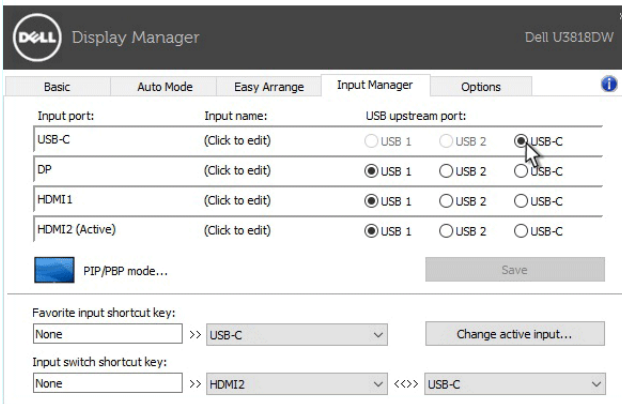 DELL Display Manager Dell U3818DW
Basic Auto Mode Easy Arrange Input Manager Options i
Input port: Input name: USB upstream port:
USB-C (Click to edit) USB 1 USB 2 USB-C
DP (Click to edit) USB 1 USB 2 USB-C
HDMI1 (Click to edit) USB 1 USB 2 USB-C
HDMI2 (Active) (Click to edit) USB 1 USB 2 USB-C
PIP/PBP mode... Save
Favorite input shortcut key:
None >> USB-C Change active input...
Input switch shortcut key:
None >> HDMI2 <<>> USB-C